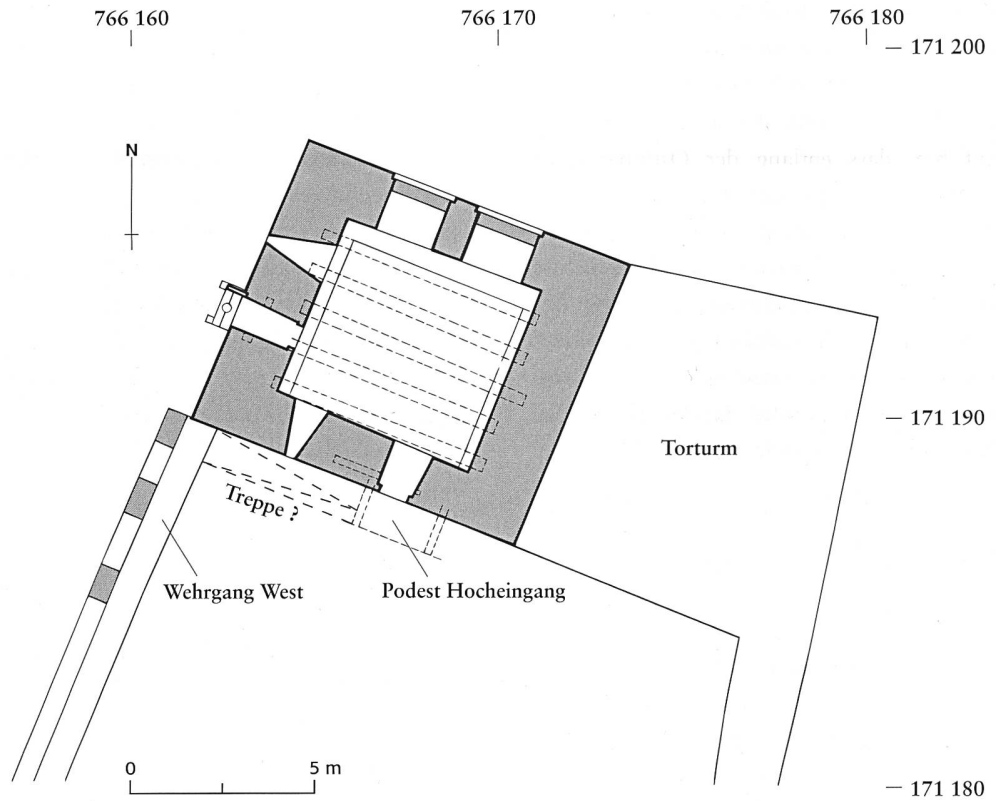 766 160
766 170
766 180
171 200
N
171 190
Torturm
Treppe ?
Wehrgang West
Podest Hocheingang
0
5 m
171 180